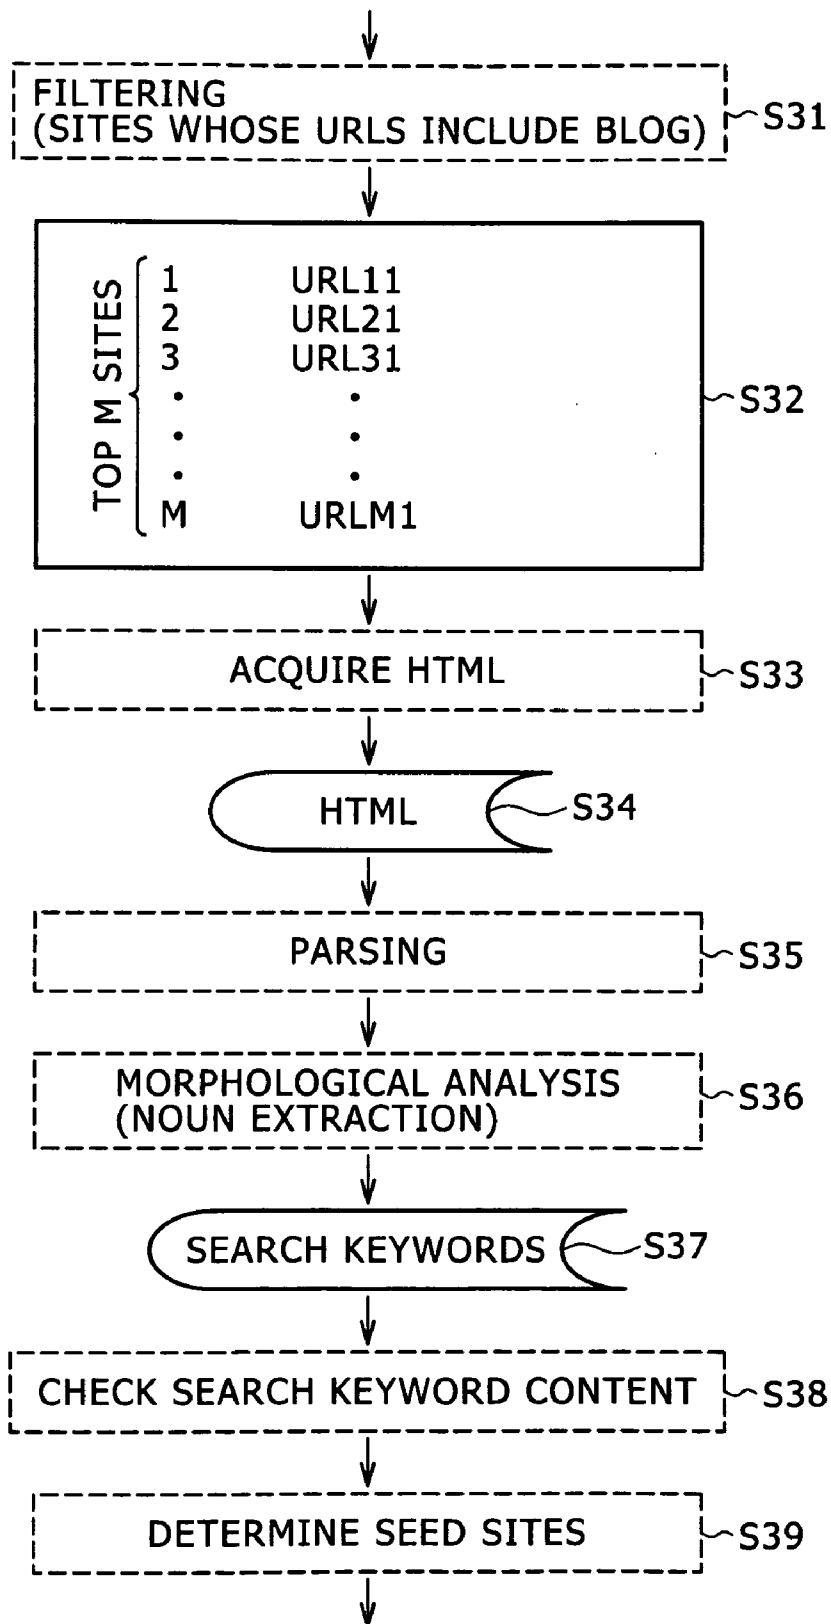 FILTERING
(SITES WHOSE URLS INCLUDE BLOG)
S31
TOP M SITES
1 URL11
2 URL21
3 URL31
M URLM1
S32
ACQUIRE HTML
S33
HTML
S34
PARSING
S35
MORPHOLOGICAL ANALYSIS
(NOUN EXTRACTION)
S36
SEARCH KEYWORDS
S37
CHECK SEARCH KEYWORD CONTENT
S38
DETERMINE SEED SITES
S39